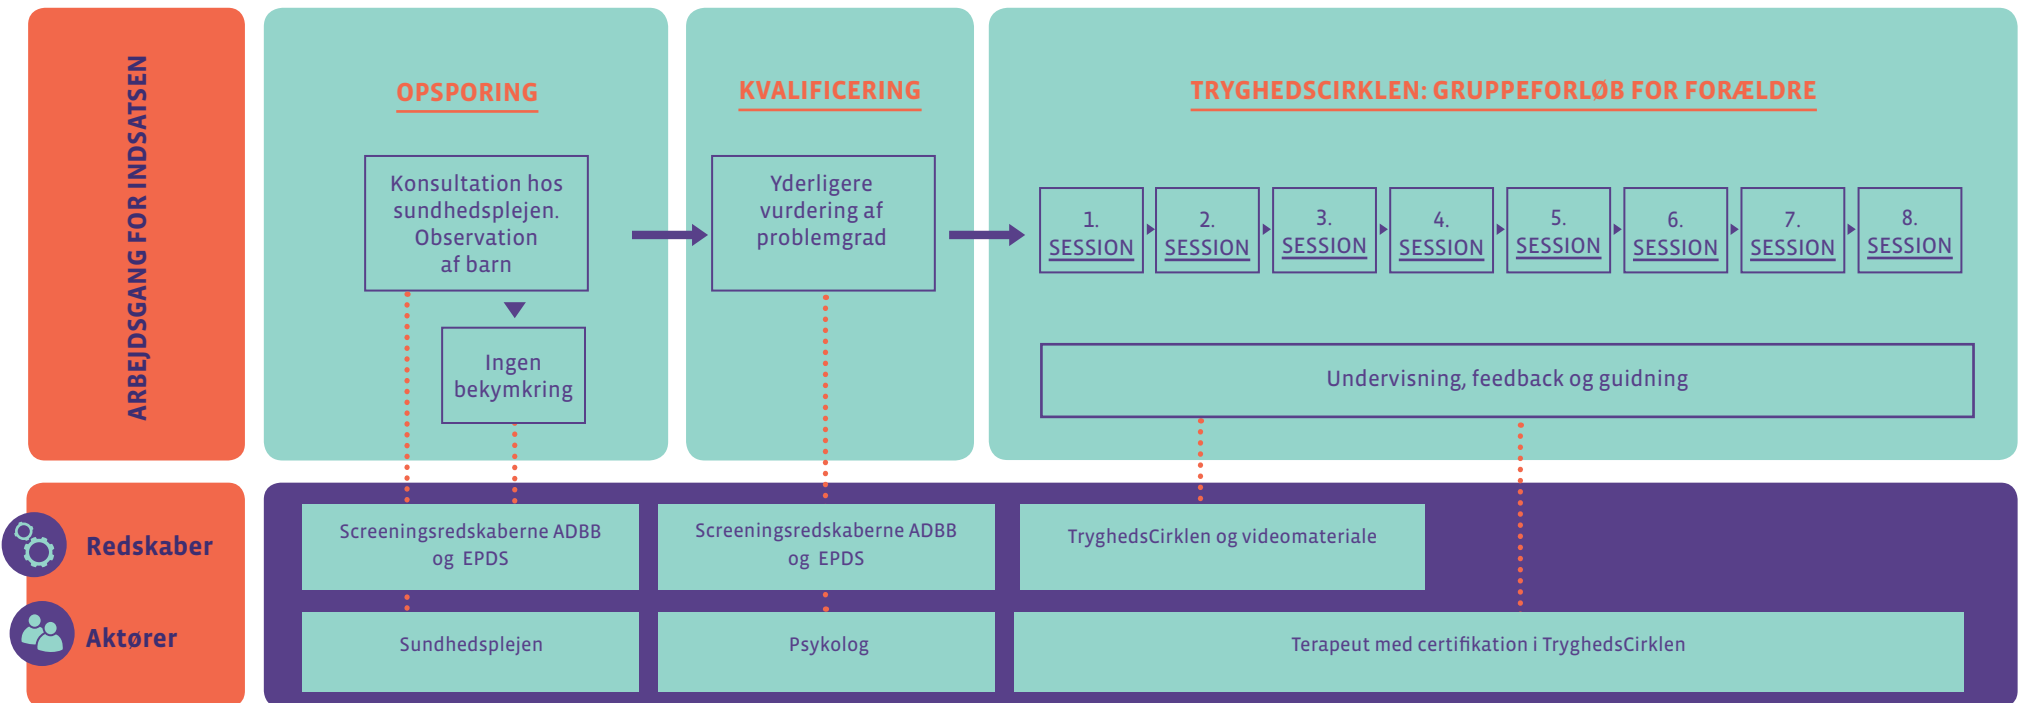 ARBEJDSGANG FOR INDSATSEN
OPSPORING
Konsultation hos
sundhedsplejen.
Observation
af barn
Ingen
bekymkring
KVALIFICERING
Yderligere
vurdering af
problemgrad
TRYGHEDSCIRKLEN: GRUPPEFORLØB FOR FORÆLDRE
1.
SESSION
2.
SESSION
3.
SESSION
4.
SESSION
5.
SESSION
6.
SESSION
7.
SESSION
8.
SESSION
Undervisning, feedback og guidning
Redskaber
Screeningsredskaberne ADBB
og EPDS
Screeningsredskaberne ADBB
og EPDS
TryghedsCirklen og videomateriale
Aktører
Sundhedsplejen
Psykolog
Terapeut med certifikation i TryghedsCirklen